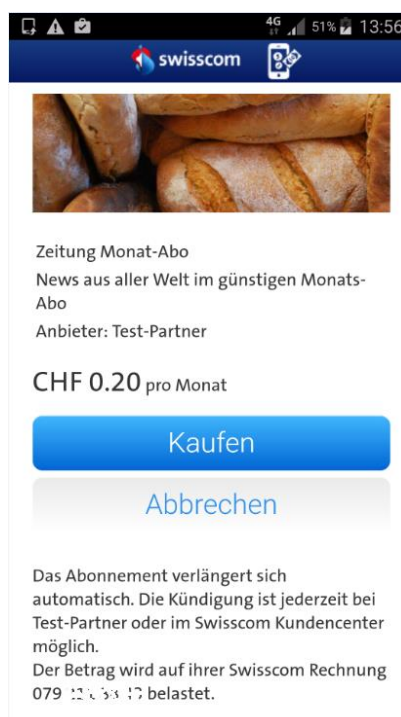 4G 51% 13:56
swisscom
Zeitung Monat-Abo
News aus aller Welt im günstigen Monats-
Abo
Anbieter: Test-Partner
CHF 0.20 pro Monat
Kaufen
Abbrechen
Das Abonnement verlängert sich
automatisch. Die Kündigung ist jederzeit bei
Test-Partner oder im Swisscom Kundencenter
möglich.
Der Betrag wird auf ihrer Swisscom Rechnung
079 belastet.